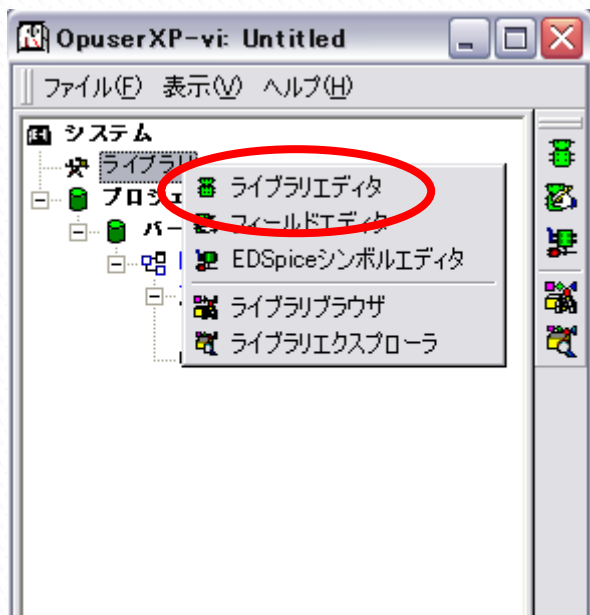 OpuserXP-vi: Untitled
ファイル(F) 表示(V) ヘルプ(H)
システム
ライブラリ
ライブラリエディタ
フィールドエディタ
EDSpiceシンボルエディタ
ライブラリブラウザ
ライブラリエクスプローラ